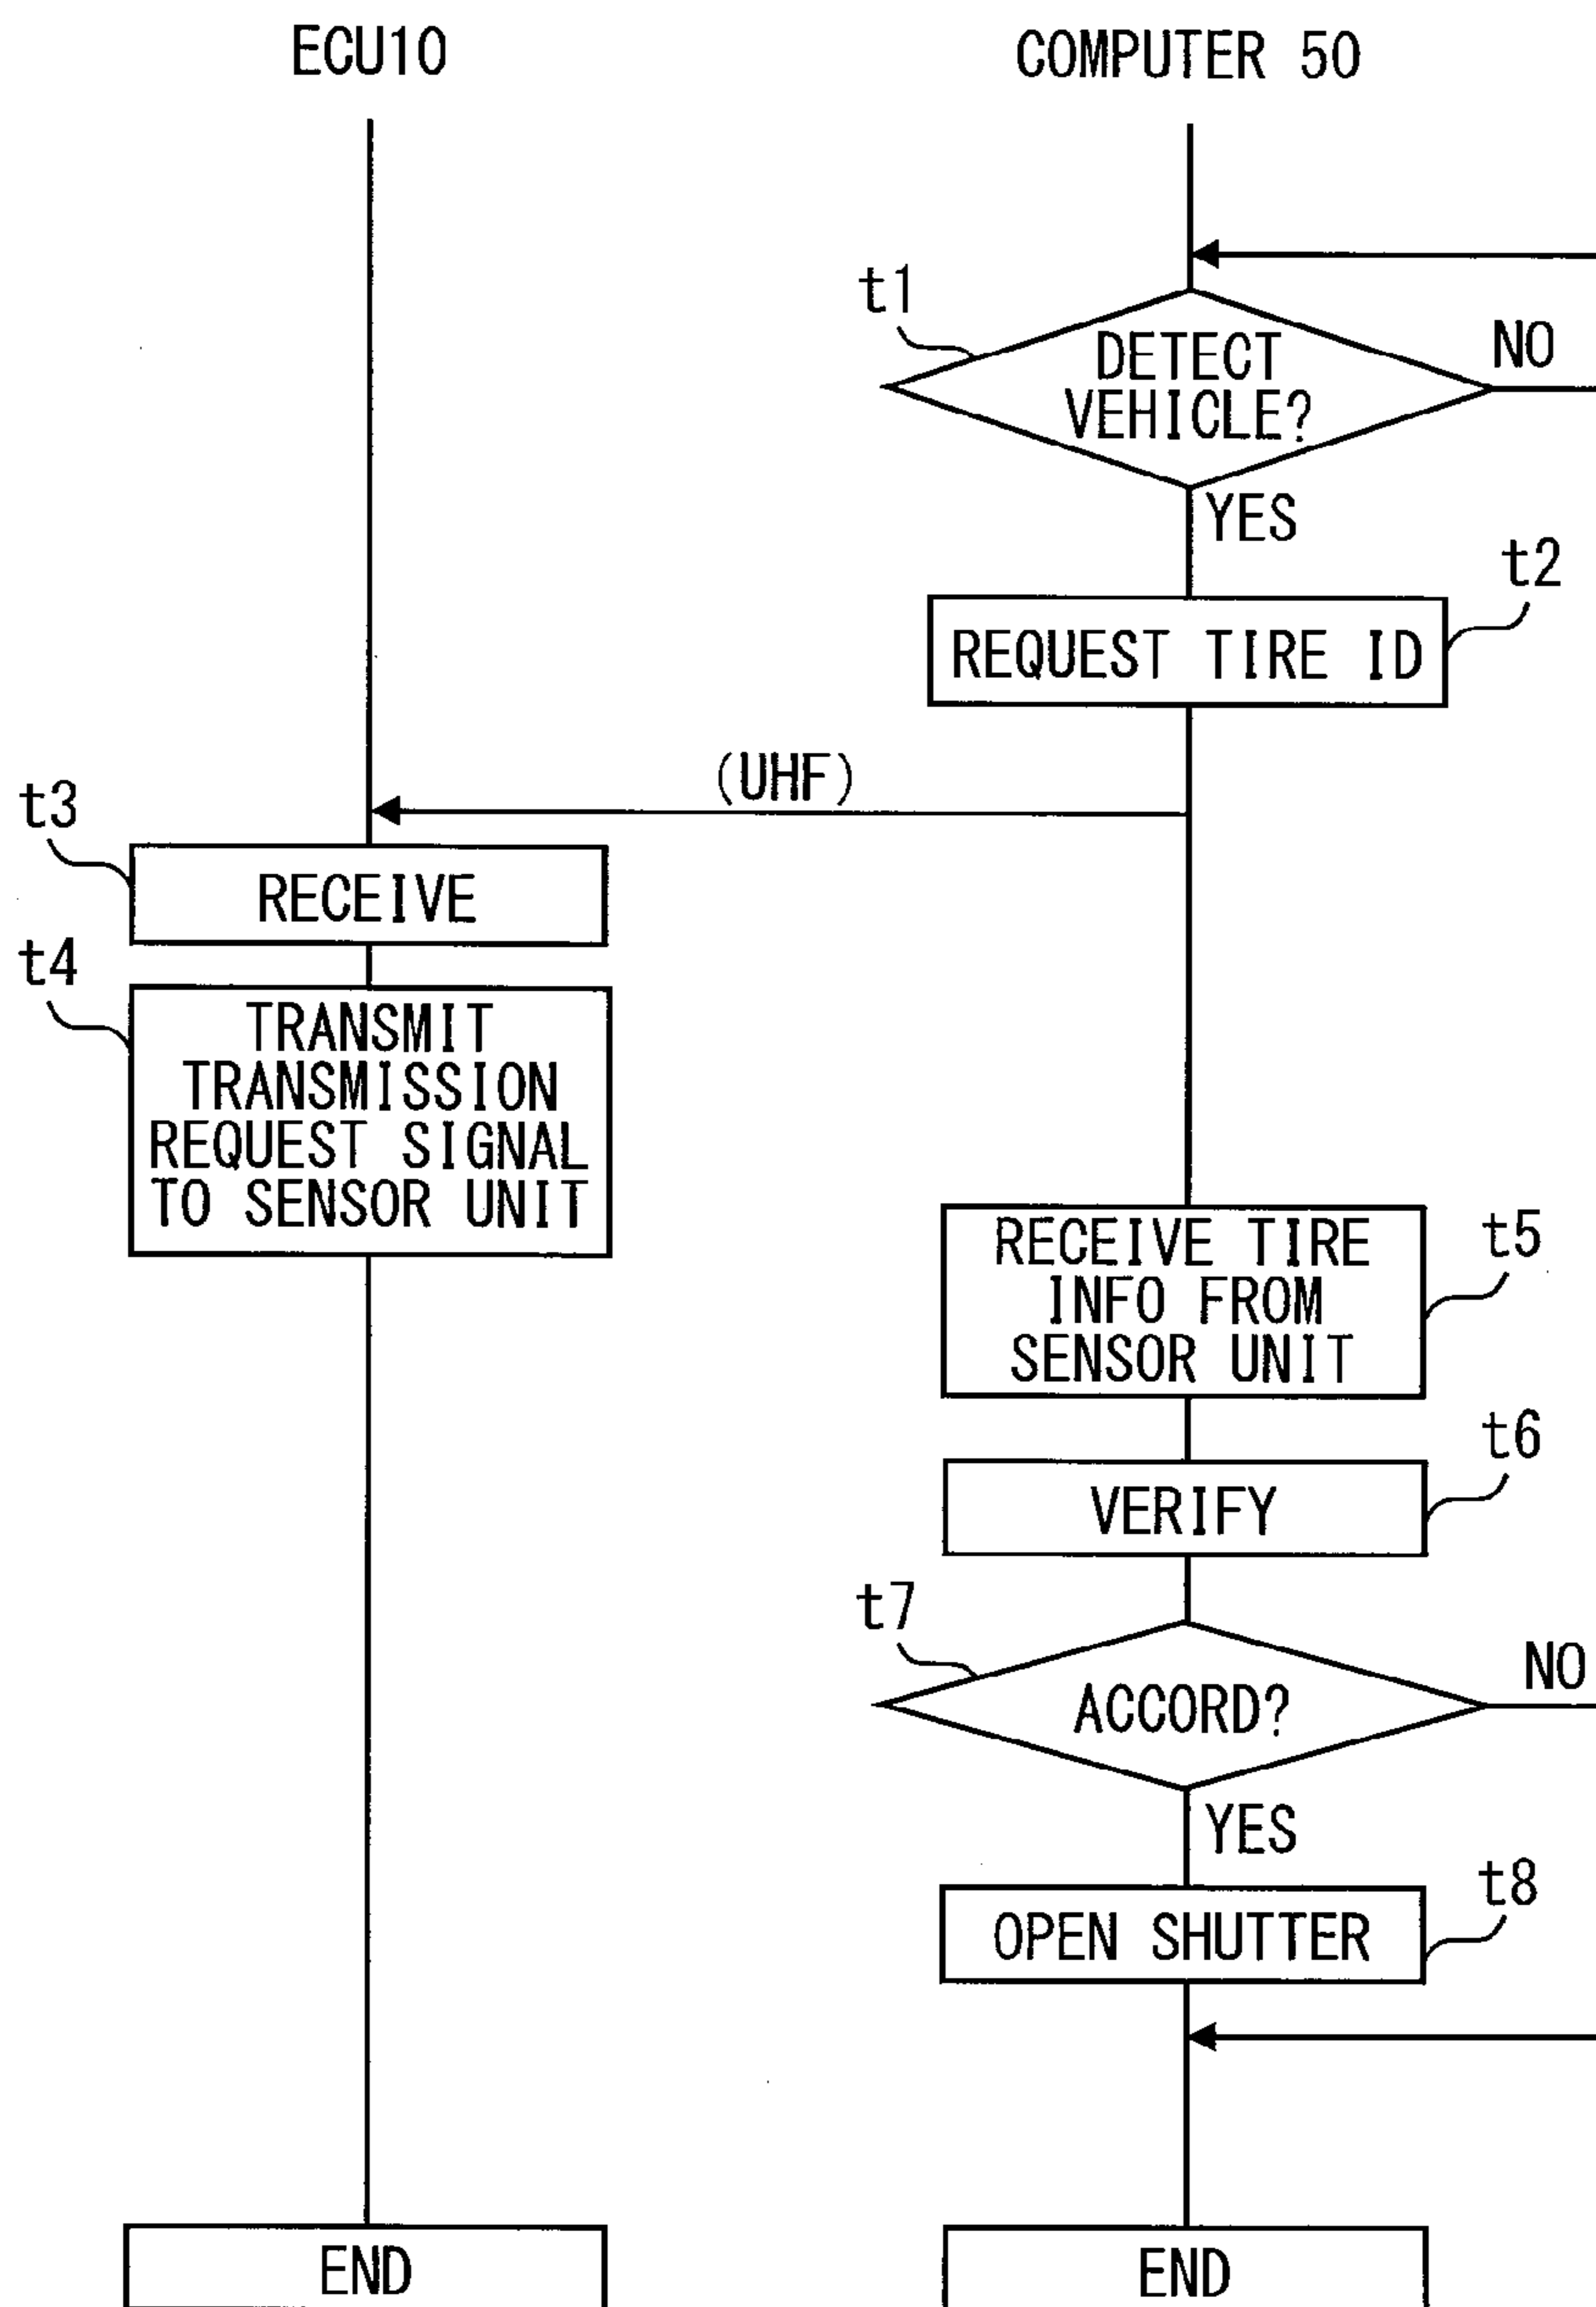 ECU10
COMPUTER 50
t1
DETECT
VEHICLE?
NO
YES
t2
REQUEST TIRE ID
(UHF)
t3
RECEIVE
t4
TRANSMIT
TRANSMISSION
REQUEST SIGNAL
TO SENSOR UNIT
RECEIVE TIRE
INFO FROM
SENSOR UNIT
t5
t6
VERIFY
t7
ACCORD?
NO
YES
t8
OPEN SHUTTER
END
END